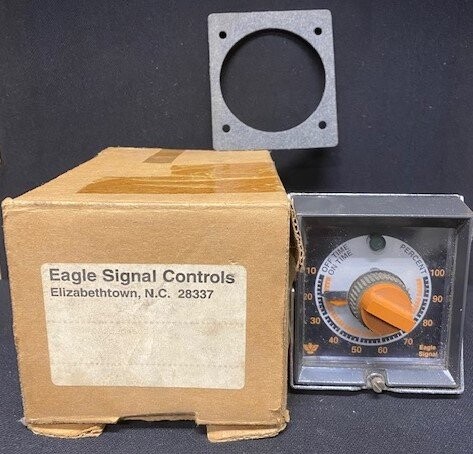 Eagle Signal Controls
Elizabethtown, N.C. 28337
OFF TIME
ON TIME
PERCENT
10
20
30
40
50
60
70
80
90
100
Eagle
Signal